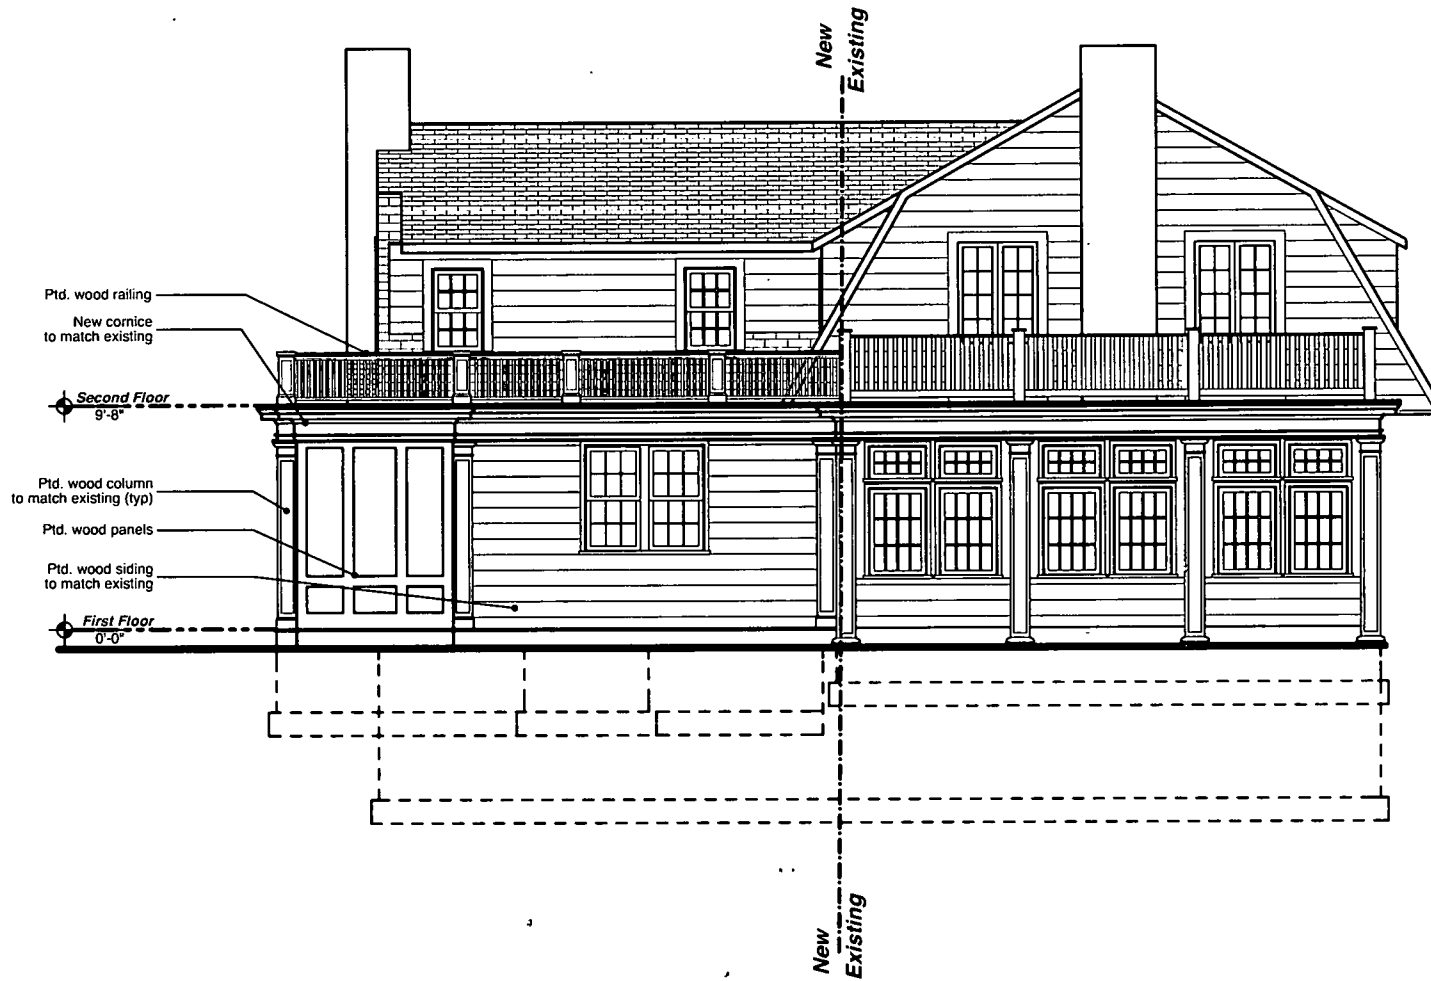 New
Existing
Ptd. wood railing
New cornice
to match existing
Second Floor
9'-8"
Ptd. wood column
to match existing (typ)
Ptd. wood panels
Ptd. wood siding
to match existing
First Floor
0'-0"
New
Existing